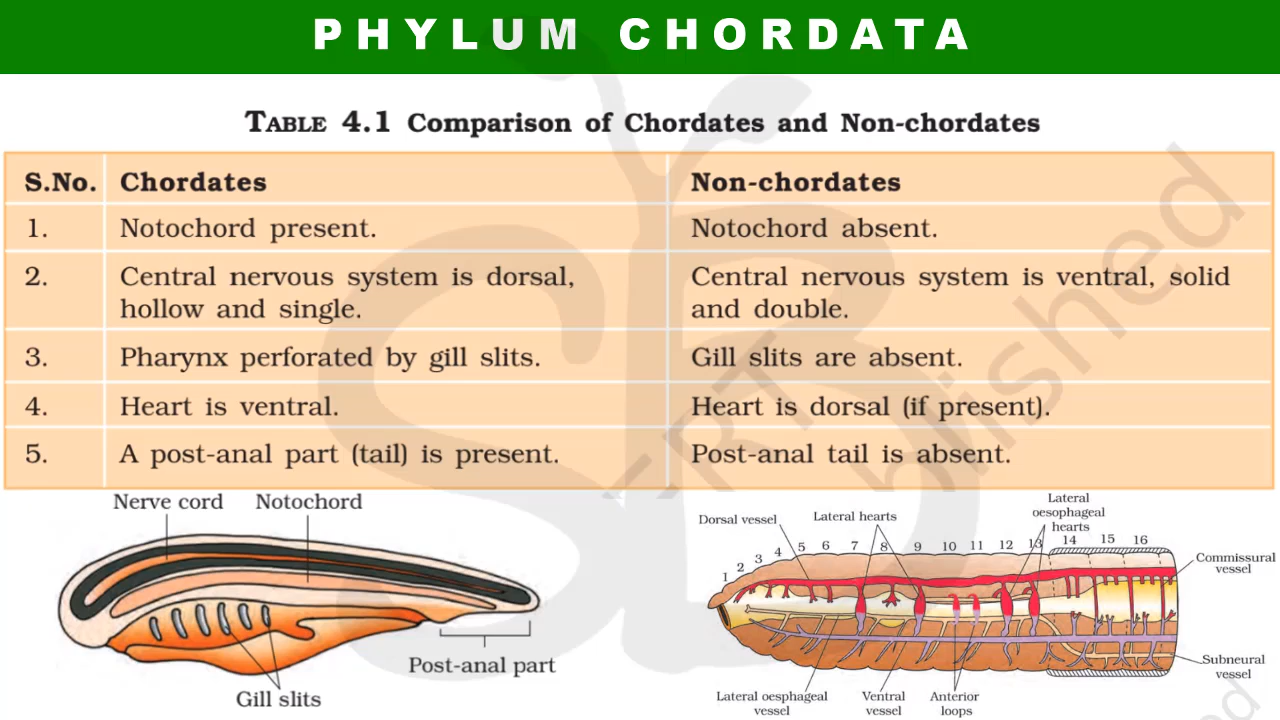 PHYLUM CHORDATA
TABLE 4.1 Comparison of Chordates and Non-chordates
S.No. Chordates Non-chordates
1. Notochord present. Notochord absent.
2. Central nervous system is dorsal, Central nervous system is ventral, solid
hollow and single. and double.
3. Pharynx perforated by gill slits. Gill slits are absent.
4. Heart is ventral. Heart is dorsal (if present).
5. A post-anal part (tail) is present. Post-anal tail is absent.
Nerve cord Notochord
Post-anal part
Gill slits
Dorsal vessel
Lateral hearts
Lateral
oesophageal
hearts
1 2 3 4 5 6 7 8 9 10 11 12 13 14 15 16
Commissural
vessel
Subneural
vessel
Lateral oesphageal
vessel
Ventral
vessel
Anterior
loops